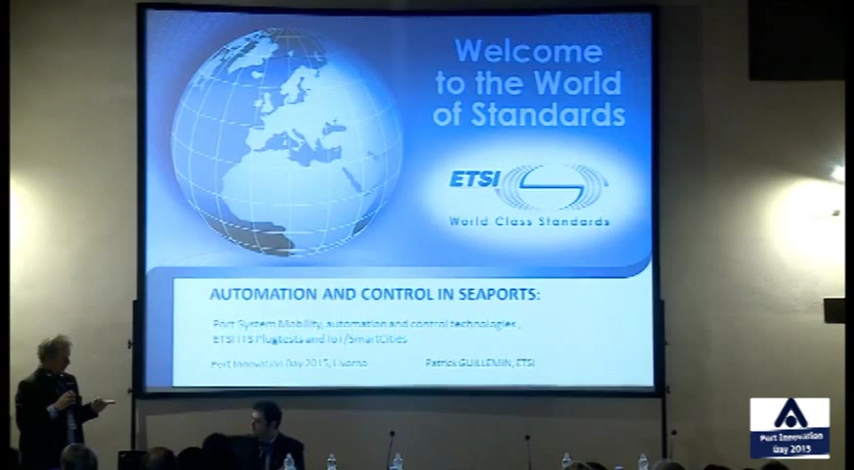 Welcome
to the World
of Standards
ETSI
World Class Standards
AUTOMATION AND CONTROL IN SEAPORTS:
Port System Mobility, automation and control technologies ,
ETSI ITS Plugtests and IoT/SmartCities
Port Innovation Day 2015, Livorno Patrick GUILLEMIN, ETSI
Port Innovation
Day 2015